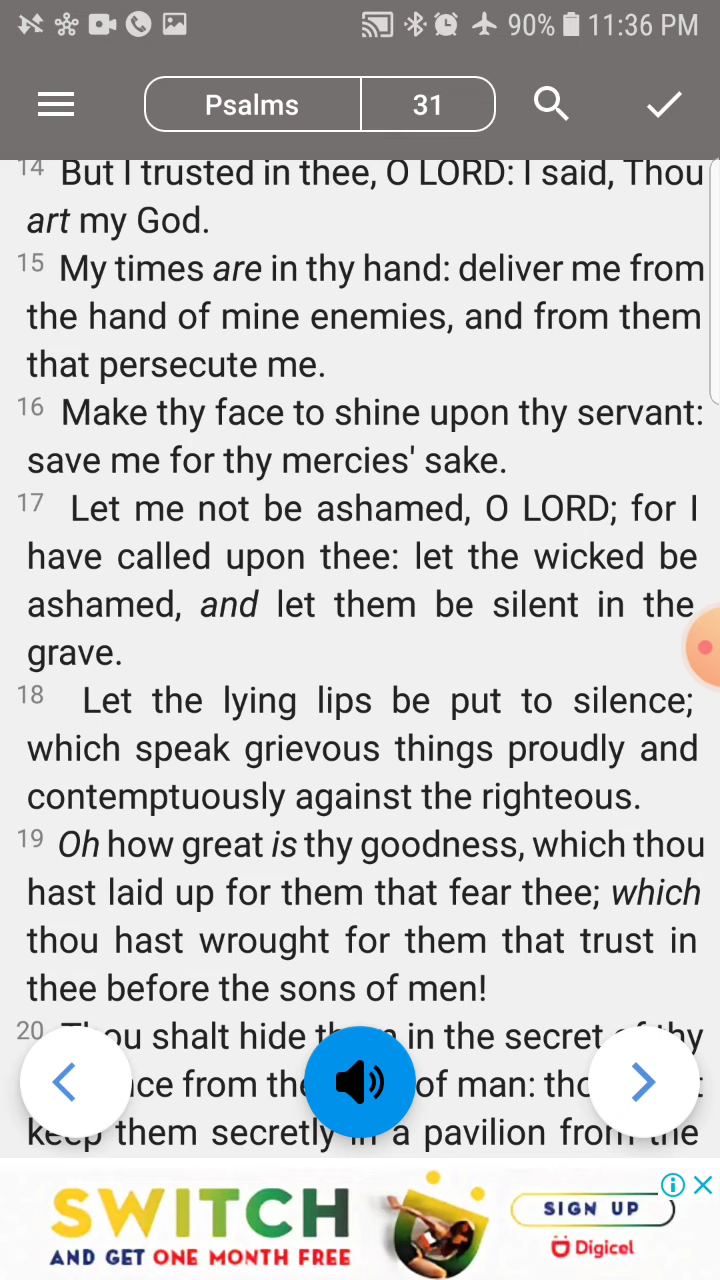 90% 11:36 PM
Psalms 31
14 But I trusted in thee, O LORD: I said, Thou
art my God.
15 My times are in thy hand: deliver me from
the hand of mine enemies, and from them
that persecute me.
16 Make thy face to shine upon thy servant:
save me for thy mercies' sake.
17 Let me not be ashamed, O LORD; for I
have called upon thee: let the wicked be
ashamed, and let them be silent in the
grave.
18 Let the lying lips be put to silence;
which speak grievous things proudly and
contemptuously against the righteous.
19 Oh how great is thy goodness, which thou
hast laid up for them that fear thee; which
thou hast wrought for them that trust in
thee before the sons of men!
20 Thou shalt hide them in the secret of thy
from of man:
keep them secretly in a pavilion from the
SWITCH
AND GET ONE MONTH FREE
SIGN UP
Digicel